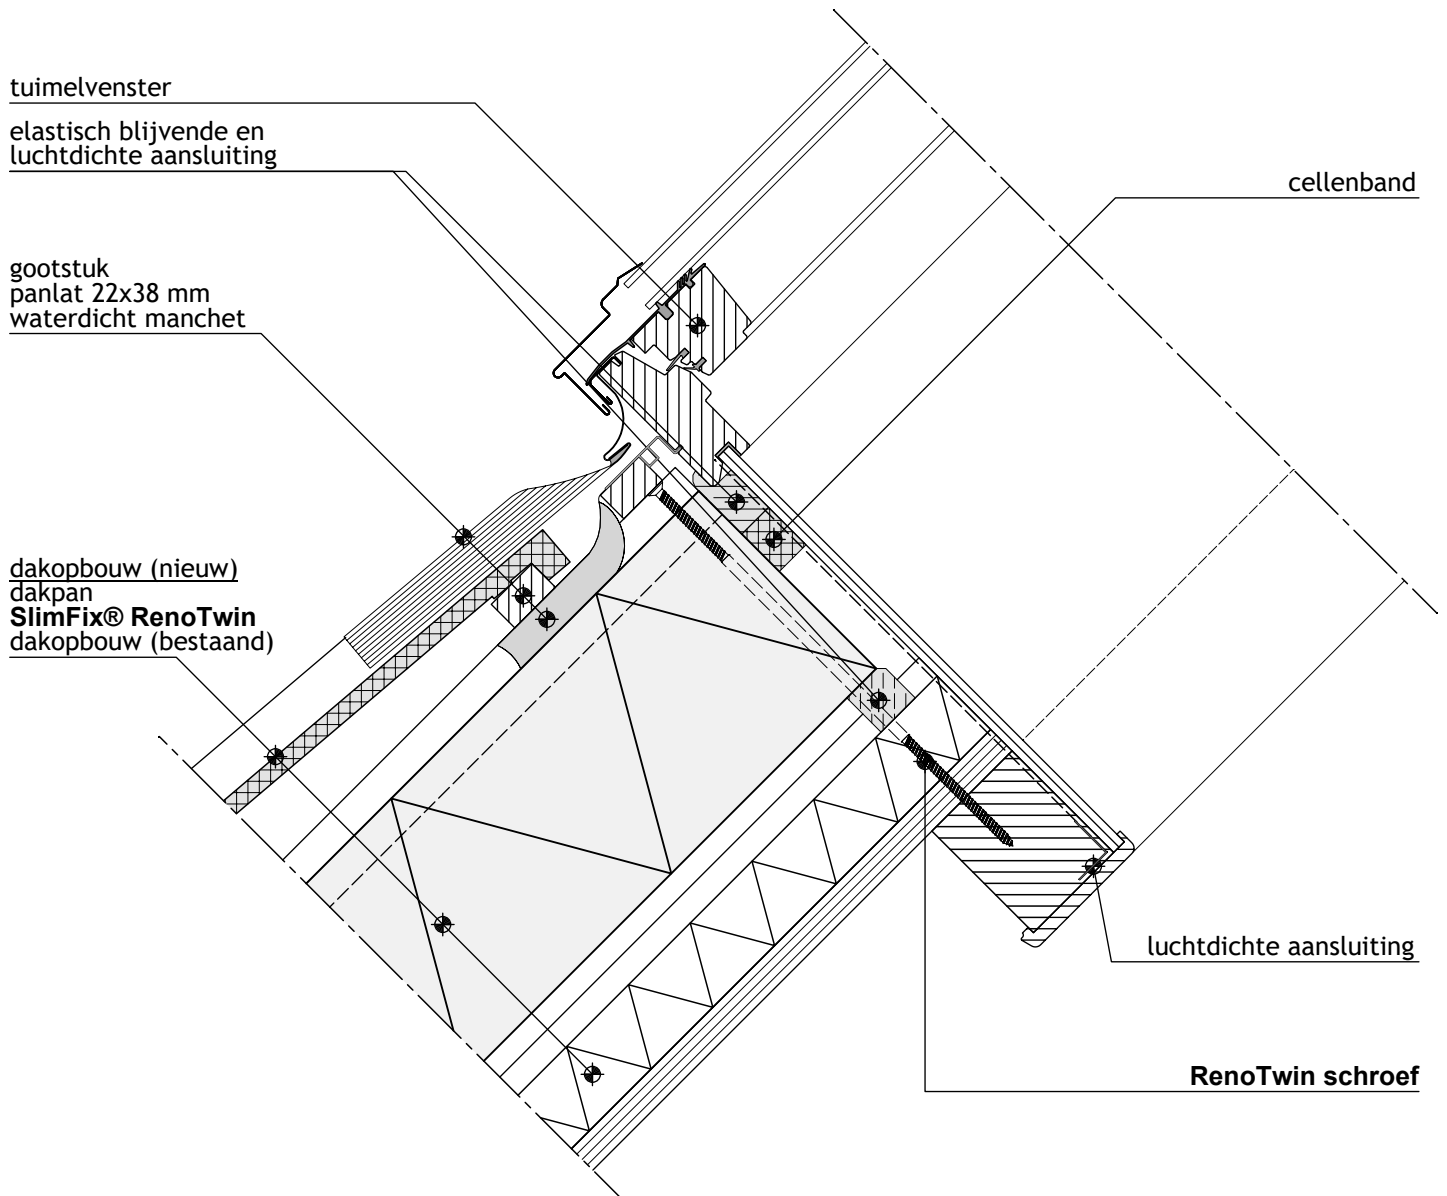 tuimelvenster
elastisch blijvende en
luchtdichte aansluiting
cellenband
gootstuk
panlat 22x38 mm
waterdicht manchet
dakopbouw (nieuw)
dakpan
SlimFix® RenoTwin
dakopbouw (bestaand)
luchtdichte aansluiting
RenoTwin schroef